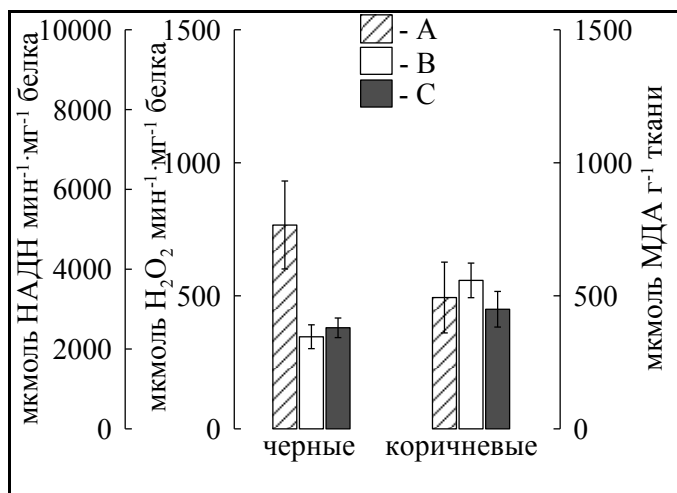 мкмоль НАДН мин⁻¹·мг⁻¹ белка
10000
8000
6000
4000
2000
0
мкмоль H₂O₂ мин⁻¹·мг⁻¹ белка
1500
1000
500
0
- A
- B
- C
черные
коричневые
1500
1000
500
0
мкмоль МДА г⁻¹ ткани